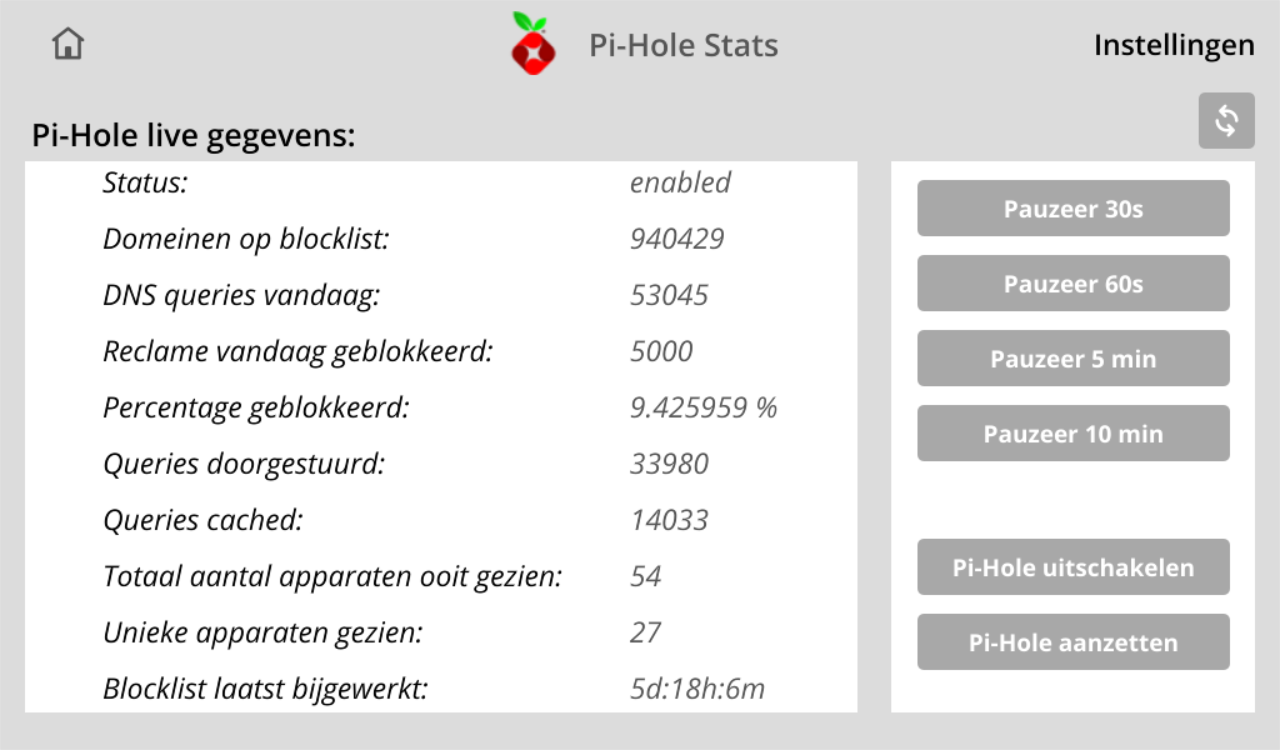 Pi-Hole Stats
Instellingen
Pi-Hole live gegevens:
Status: enabled
Domeinen op blocklist: 940429
DNS queries vandaag: 53045
Reclame vandaag geblokkeerd: 5000
Percentage geblokkeerd: 9.425959 %
Queries doorgestuurd: 33980
Queries cached: 14033
Totaal aantal apparaten ooit gezien: 54
Unieke apparaten gezien: 27
Blocklist laatst bijgewerkt: 5d:18h:6m
Pauzeer 30s
Pauzeer 60s
Pauzeer 5 min
Pauzeer 10 min
Pi-Hole uitschakelen
Pi-Hole aanzetten